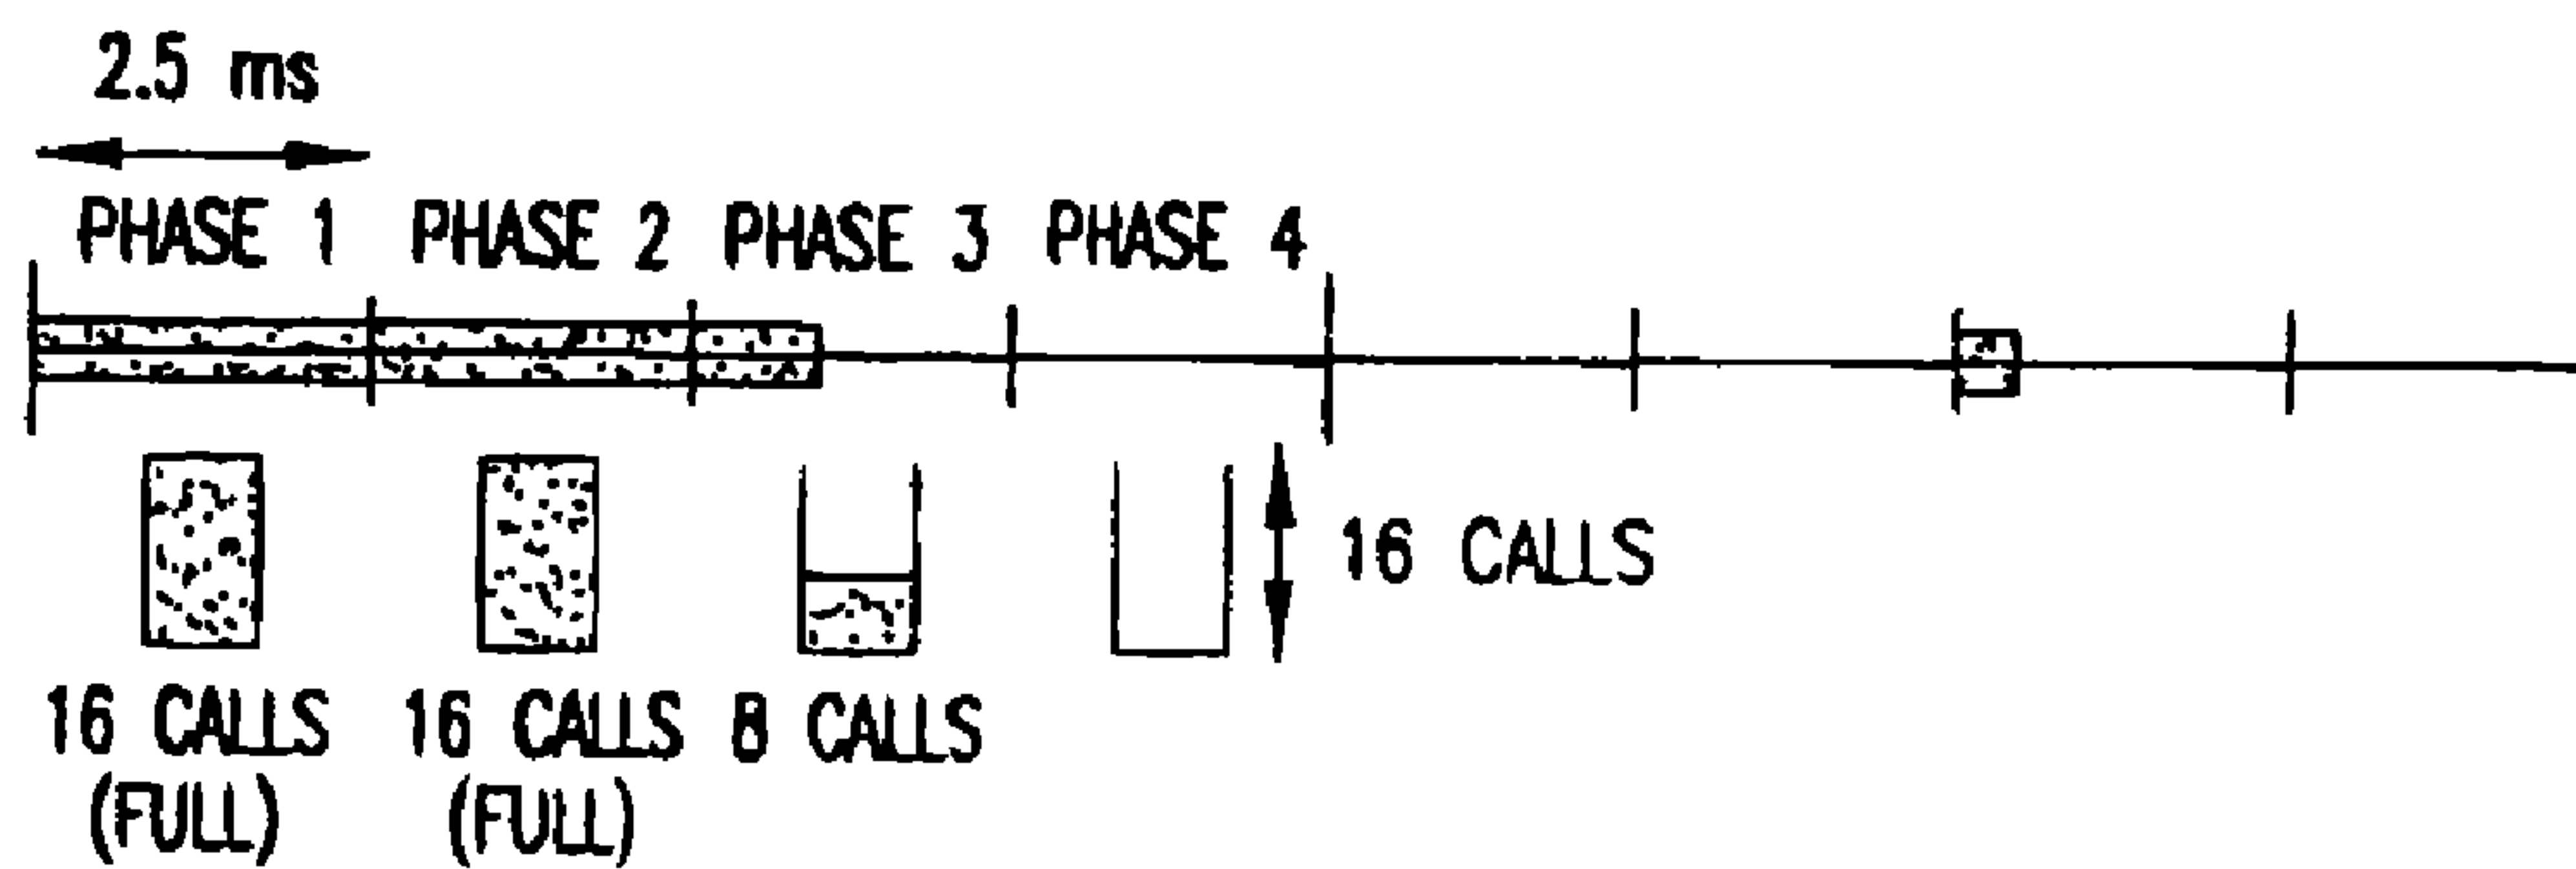 2.5 ms
PHASE 1 PHASE 2 PHASE 3 PHASE 4
16 CALLS
16 CALLS 16 CALLS 8 CALLS
(FULL) (FULL)